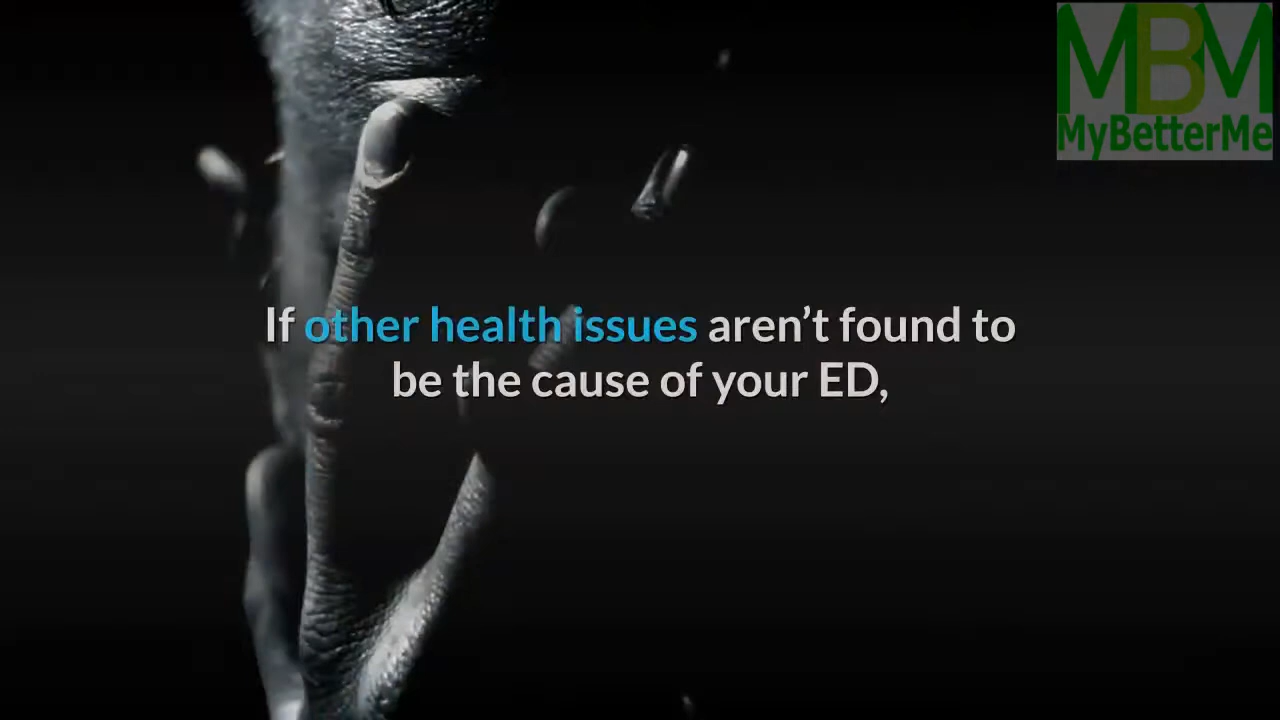 MBM
MyBetterMe
If other health issues aren’t found to
be the cause of your ED,